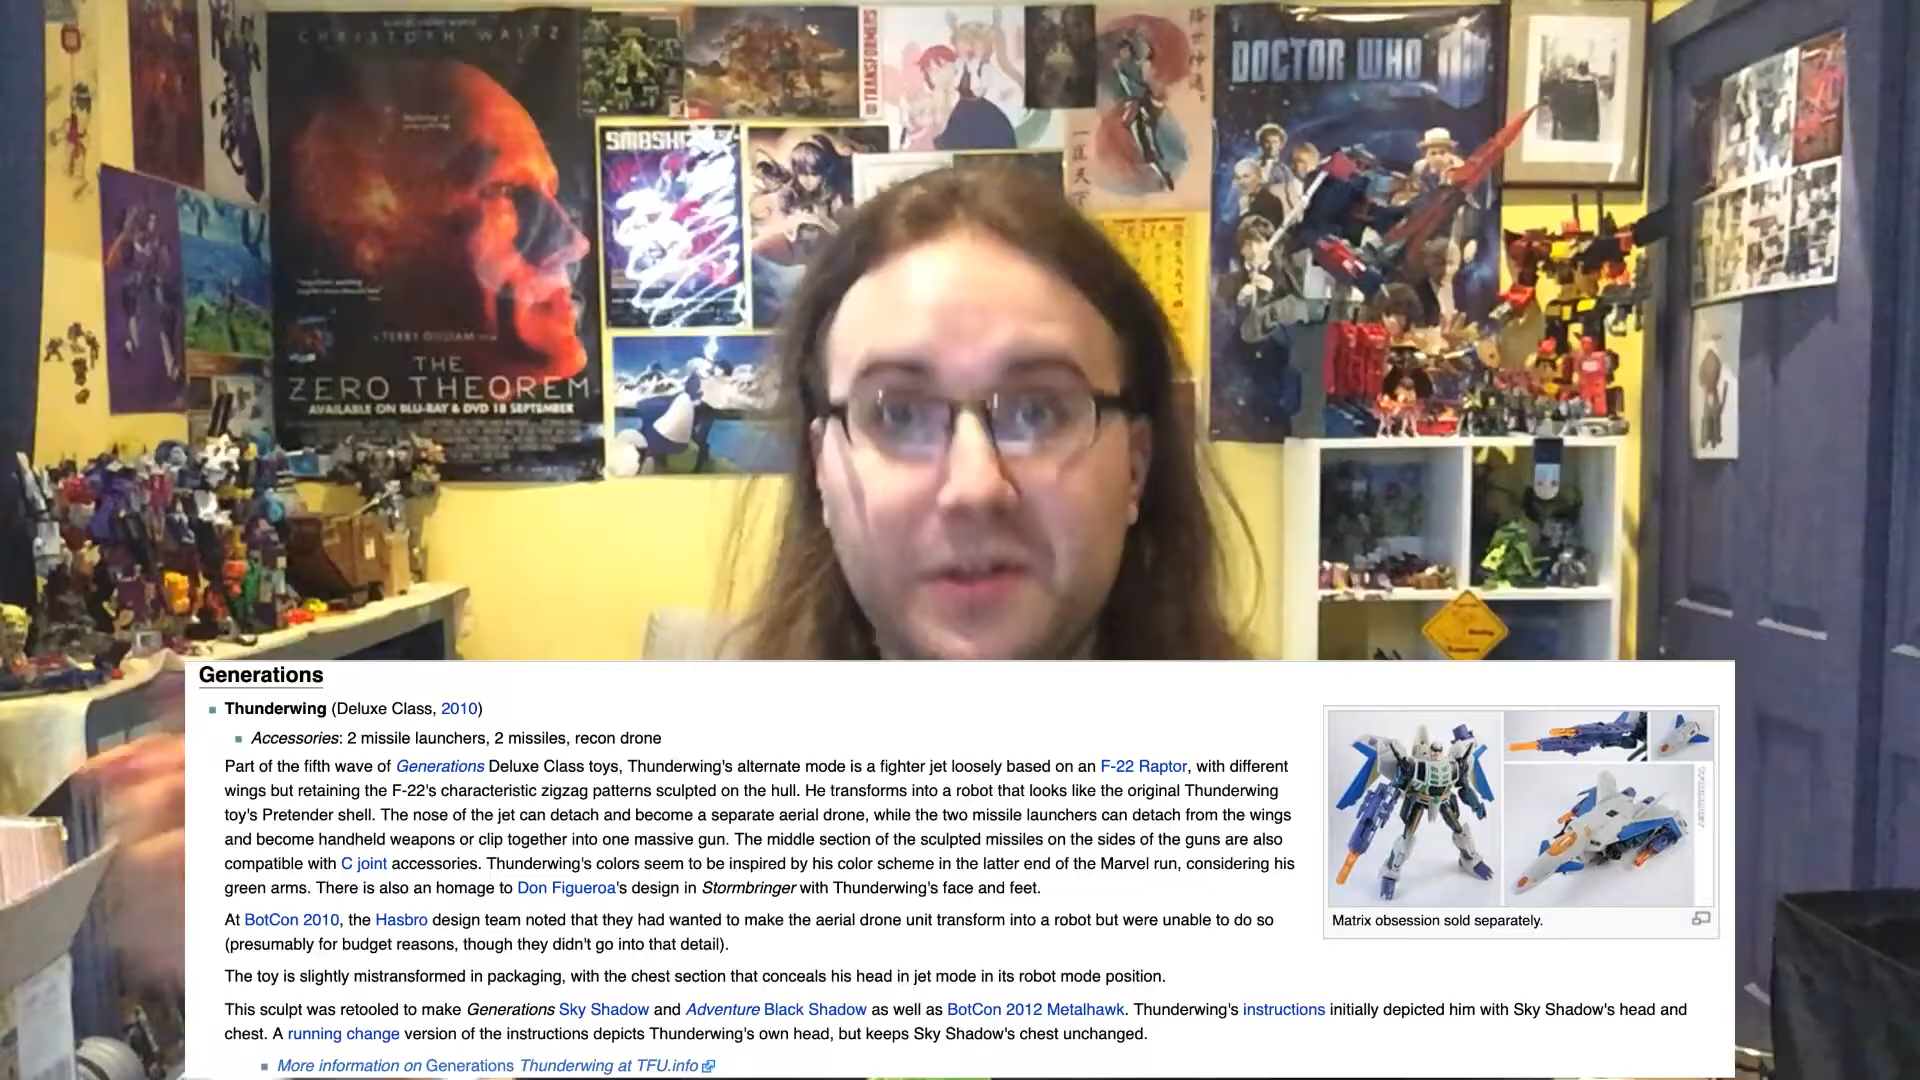 CHRISTOPH WALTZ
TRANSFORMERS
DOCTOR WHO
SMASH
A TERRY GILLIAM
THE
ZERO THEOREM
AVAILABLE ON BLU-RAY & DVD 18 SEPTEMBER
Generations
Thunderwing (Deluxe Class, 2010)
Accessories: 2 missile launchers, 2 missiles, recon drone
Part of the fifth wave of Generations Deluxe Class toys, Thunderwing's alternate mode is a fighter jet loosely based on an F-22 Raptor, with different
wings but retaining the F-22's characteristic zigzag patterns sculpted on the hull. He transforms into a robot that looks like the original Thunderwing
toy's Pretender shell. The nose of the jet can detach and become a separate aerial drone, while the two missile launchers can detach from the wings
and become handheld weapons or clip together into one massive gun. The middle section of the sculpted missiles on the sides of the guns are also
compatible with C joint accessories. Thunderwing's colors seem to be inspired by his color scheme in the latter end of the Marvel run, considering his
green arms. There is also an homage to Don Figueroa's design in Stormbringer with Thunderwing's face and feet.
Matrix obsession sold separately.
At BotCon 2010, the Hasbro design team noted that they had wanted to make the aerial drone unit transform into a robot but were unable to do so
(presumably for budget reasons, though they didn't go into that detail).
The toy is slightly mistransformed in packaging, with the chest section that conceals his head in jet mode in its robot mode position.
This sculpt was retooled to make Generations Sky Shadow and Adventure Black Shadow as well as BotCon 2012 Metalhawk. Thunderwing's instructions initially depicted him with Sky Shadow's head and
chest. A running change version of the instructions depicts Thunderwing's own head, but keeps Sky Shadow's chest unchanged.
More information on Generations Thunderwing at TFU.info